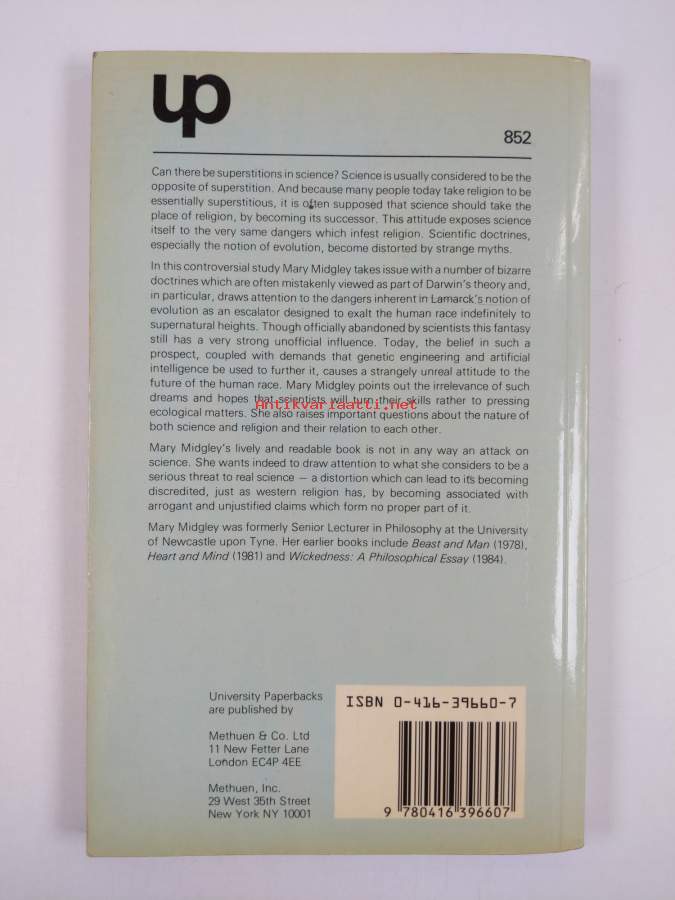 up
852
Can there be superstitions in science? Science is usually considered to be the
opposite of superstition. And because many people today take religion to be
essentially superstitious, it is often supposed that science should take the
place of religion, by becoming its successor. This attitude exposes science
itself to the very same dangers which infest religion. Scientific doctrines,
especially the notion of evolution, become distorted by strange myths.
In this controversial study Mary Midgley takes issue with a number of bizarre
doctrines which are often mistakenly viewed as part of Darwin's theory and,
in particular, draws attention to the dangers inherent in Lamarck's notion of
evolution as an escalator designed to exalt the human race indefinitely to
supernatural heights. Though officially abandoned by scientists this fantasy
still has a very strong unofficial influence. Today, the belief in such a
prospect, coupled with demands that genetic engineering and artificial
intelligence be used to further it, causes a strangely unreal attitude to the
future of the human race. Mary Midgley points out the irrelevance of such
dreams and hopes that scientists will turn their skills rather to pressing
Antikvariaatti.net
ecological matters. She also raises important questions about the nature of
both science and religion and their relation to each other.
Mary Midgley's lively and readable book is not in any way an attack on
science. She wants indeed to draw attention to what she considers to be a
serious threat to real science – a distortion which can lead to its becoming
discredited, just as western religion has, by becoming associated with
arrogant and unjustified claims which form no proper part of it.
Mary Midgley was formerly Senior Lecturer in Philosophy at the University
of Newcastle upon Tyne. Her earlier books include Beast and Man (1978),
Heart and Mind (1981) and Wickedness: A Philosophical Essay (1984).
University Paperbacks
are published by
Methuen & Co. Ltd
11 New Fetter Lane
London EC4P 4EE
Methuen, Inc.
29 West 35th Street
New York NY 10001
ISBN 0-416-39660-7
9 780416 396607